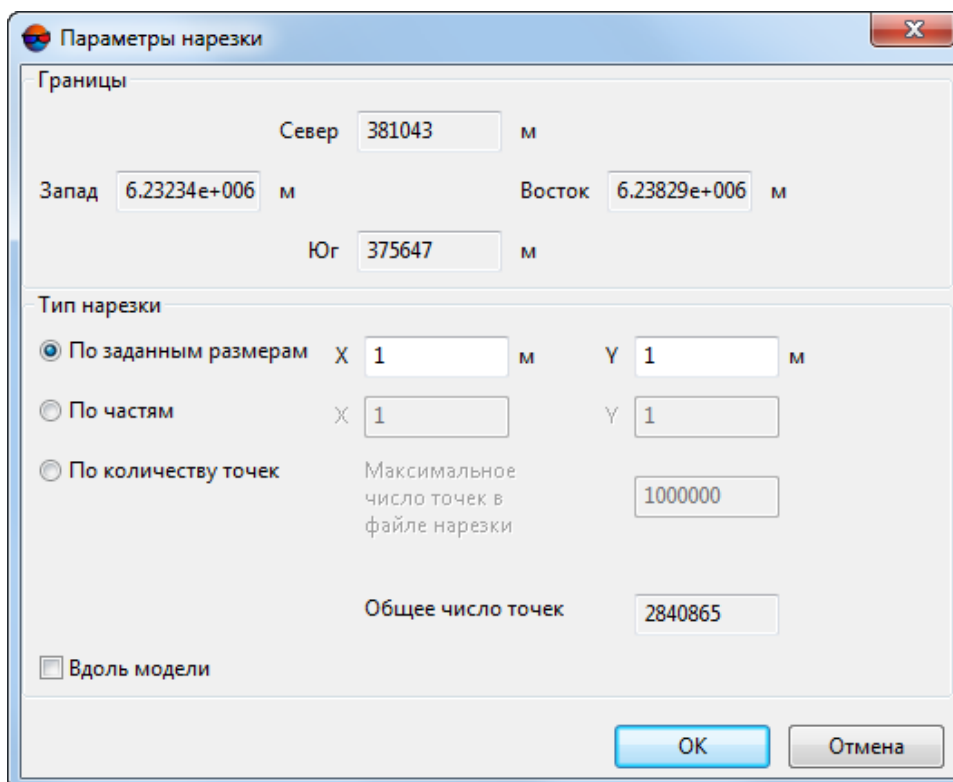 Параметры нарезки
Границы
Север 381043 м
Запад 6.23234e+006 м Восток 6.23829e+006 м
Юг 375647 м
Тип нарезки
По заданным размерам X 1 м Y 1 м
По частям X 1 Y 1
По количеству точек Максимальное
число точек в 1000000
файле нарезки
Общее число точек 2840865
Вдоль модели
OK Отмена